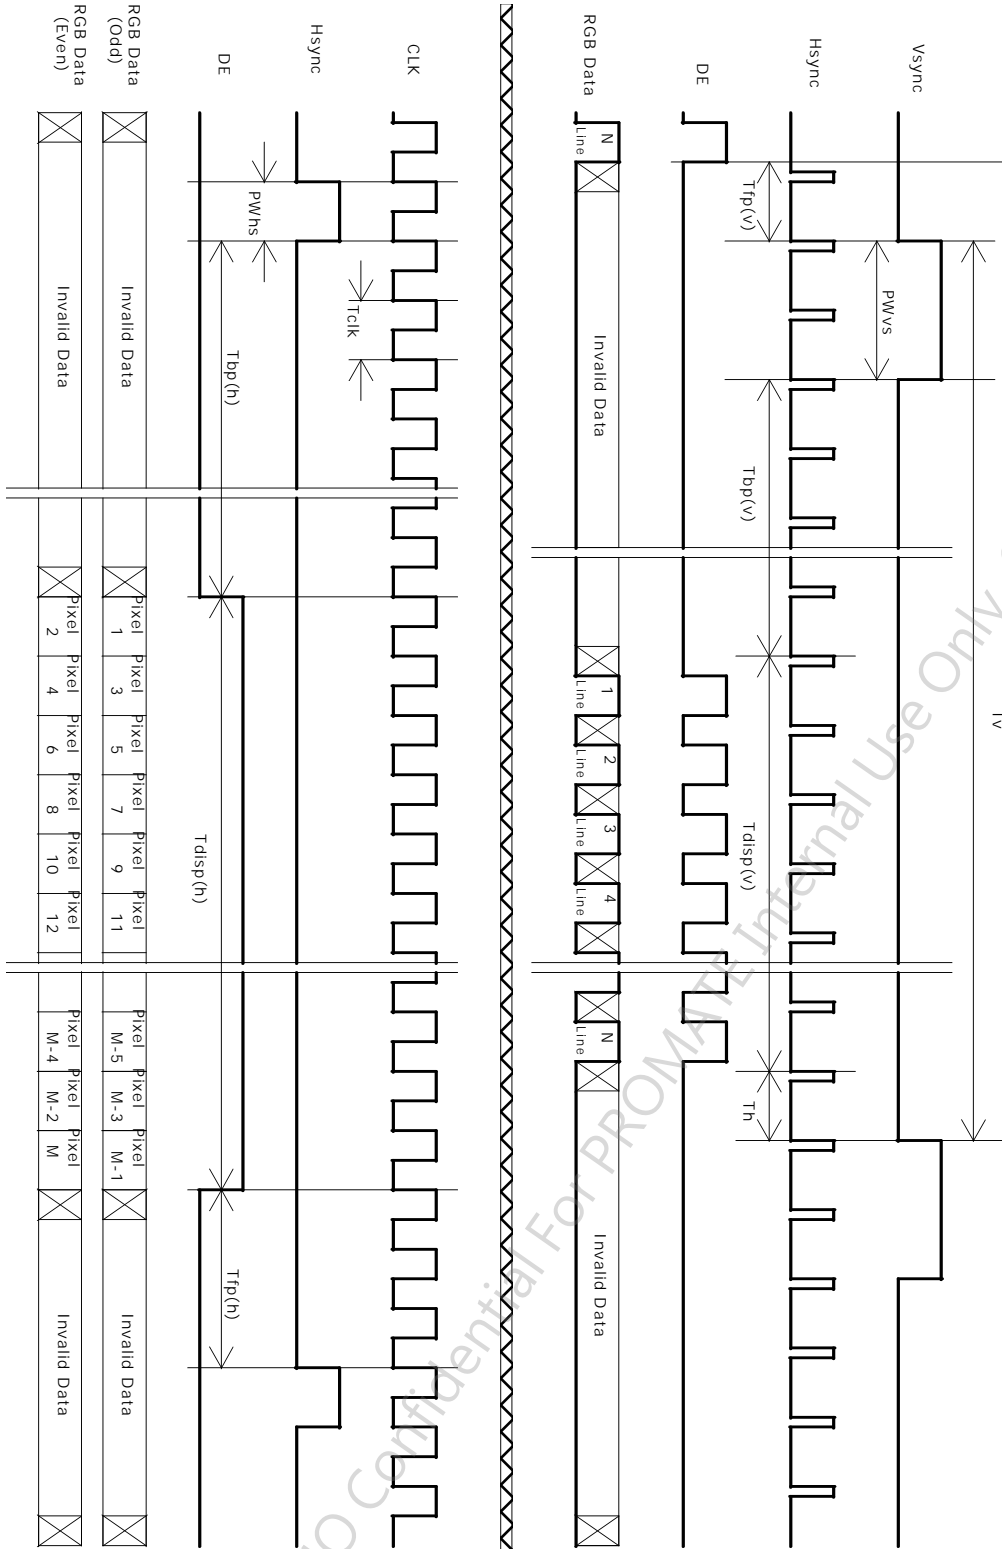 Vsync
Tv
PWvs
Hsync
Tfp(v)
Tbp(v)
Tdisp(v)
Th
DE
RGB Data
Line N
Invalid Data
Line 1
Line 2
Line 3
Line 4
Line N
Invalid Data
CLK
Tclk
Hsync
PWhs
DE
Tbp(h)
Tdisp(h)
Tfp(h)
RGB Data
(Odd)
Invalid Data
Pixel 1
Pixel 3
Pixel 5
Pixel 7
Pixel 9
Pixel 11
Pixel M-5
Pixel M-3
Pixel M-1
Invalid Data
RGB Data
(Even)
Invalid Data
Pixel 2
Pixel 4
Pixel 6
Pixel 8
Pixel 10
Pixel 12
Pixel M-4
Pixel M-2
Pixel M
Invalid Data
Confidential For PROMATE Internal Use Only